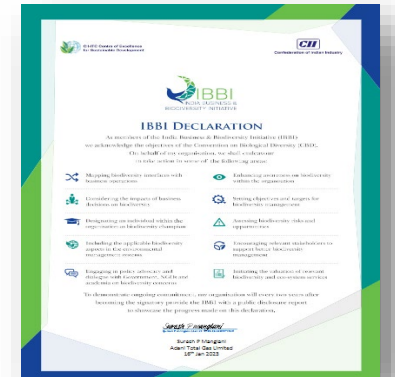 CII-ITC Centre of Excellence
for Sustainable Development
CII
Confederation of Indian Industry
IBBI
INDIA BUSINESS &
BIODIVERSITY INITIATIVE
IBBI DECLARATION
As members of the India Business & Biodiversity Initiative (IBBI)
we acknowledge the objectives of the Convention on Biological Diversity (CBD).
On behalf of my organisation, we shall endeavour
to take action in some of the following areas:
Mapping biodiversity interfaces with
business operations
Enhancing awareness on biodiversity
within the organisation
Considering the impacts of business
decisions on biodiversity
Setting objectives and targets for
biodiversity management
Designating an individual within the
organisation as biodiversity champion
Assessing biodiversity risks and
opportunities
Including the applicable biodiversity
aspects in the environmental
management systems
Encouraging relevant stakeholders to
support better biodiversity
management
Engaging in policy advocacy and
dialogue with Government, NGOs and
academia on biodiversity concerns
Initiating the valuation of relevant
biodiversity and ecosystem services
To demonstrate ongoing commitment, our organisation will every two years after
becoming the signatory provide the IBBI with a public disclosure report
to showcase the progress made on this declaration.
Suresh P Manglani
Suresh P Manglani
Adani Total Gas Limited
16th Jan 2023